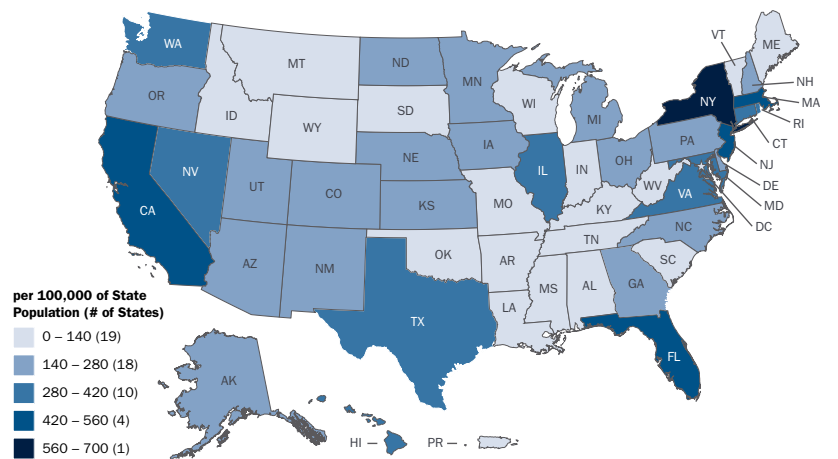 WA
VT
ME
MT
ND
MN
NH
OR
ID
WI
NY
MA
SD
MI
RI
WY
IA
PA
CT
NE
OH
NJ
NV
IL
IN
UT
CO
WV
VA
DE
KS
MO
MD
CA
KY
DC
NC
TN
OK
AZ
NM
AR
SC
MS
AL
GA
LA
TX
per 100,000 of State
Population (# of States)
0 – 140 (19)
140 – 280 (18)
280 – 420 (10)
420 – 560 (4)
560 – 700 (1)
FL
AK
HI
PR